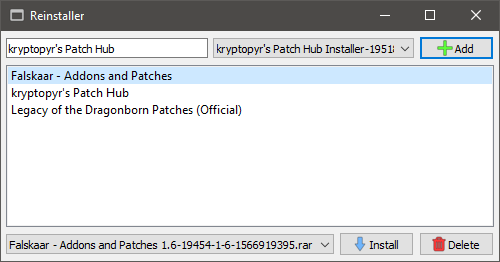 Reinstaller
kryptopyr's Patch Hub
kryptopyr's Patch Hub Installer-1951
Add
Falskaar - Addons and Patches
kryptopyr's Patch Hub
Legacy of the Dragonborn Patches (Official)
Falskaar - Addons and Patches 1.6-19454-1-6-1566919395.rar
Install
Delete